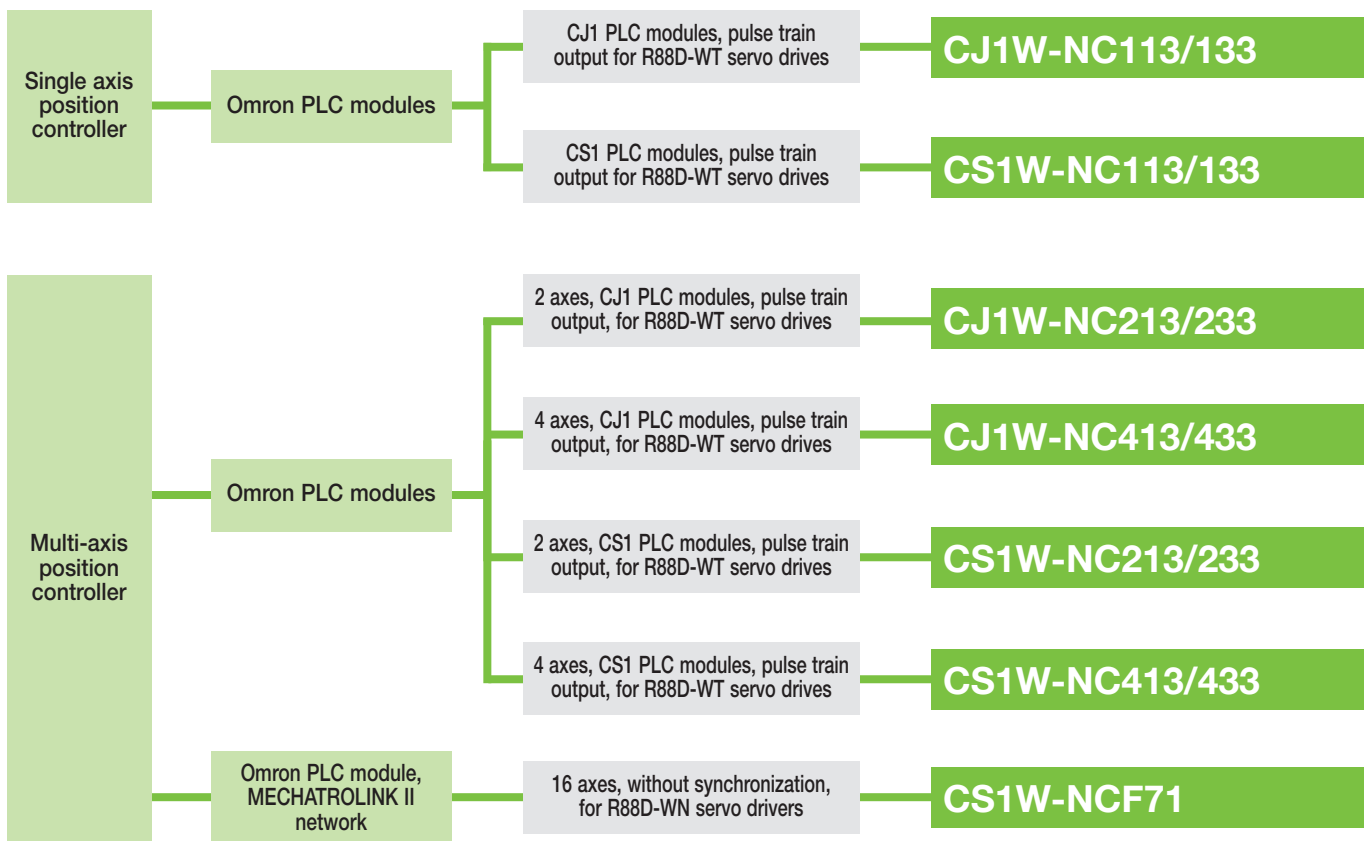 Single axis
position
controller
Omron PLC modules
CJ1 PLC modules, pulse train
output for R88D-WT servo drives
CJ1W-NC113/133
CS1 PLC modules, pulse train
output for R88D-WT servo drives
CS1W-NC113/133
Multi-axis
position
controller
Omron PLC modules
2 axes, CJ1 PLC modules, pulse train
output, for R88D-WT servo drives
CJ1W-NC213/233
4 axes, CJ1 PLC modules, pulse train
output, for R88D-WT servo drives
CJ1W-NC413/433
2 axes, CS1 PLC modules, pulse train
output, for R88D-WT servo drives
CS1W-NC213/233
4 axes, CS1 PLC modules, pulse train
output, for R88D-WT servo drives
CS1W-NC413/433
Omron PLC module,
MECHATROLINK II
network
16 axes, without synchronization,
for R88D-WN servo drivers
CS1W-NCF71